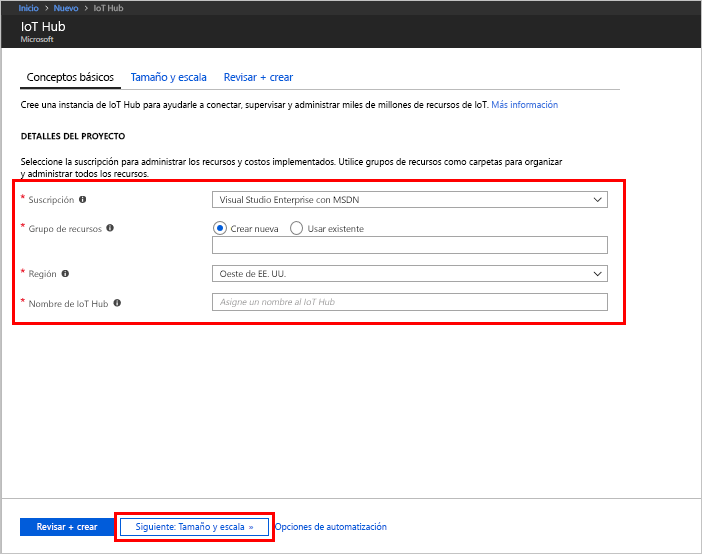 Inicio > Nuevo > IoT Hub
IoT Hub
Microsoft
Conceptos básicos Tamaño y escala Revisar + crear
Cree una instancia de IoT Hub para ayudarle a conectar, supervisar y administrar miles de millones de recursos de IoT. Más información
DETALLES DEL PROYECTO
Seleccione la suscripción para administrar los recursos y costos implementados. Utilice grupos de recursos como carpetas para organizar
y administrar todos los recursos.
* Suscripción Visual Studio Enterprise con MSDN
* Grupo de recursos Crear nueva Usar existente
* Región Oeste de EE. UU.
* Nombre de IoT Hub Asigne un nombre al IoT Hub
Revisar + crear Siguiente: Tamaño y escala » Opciones de automatización